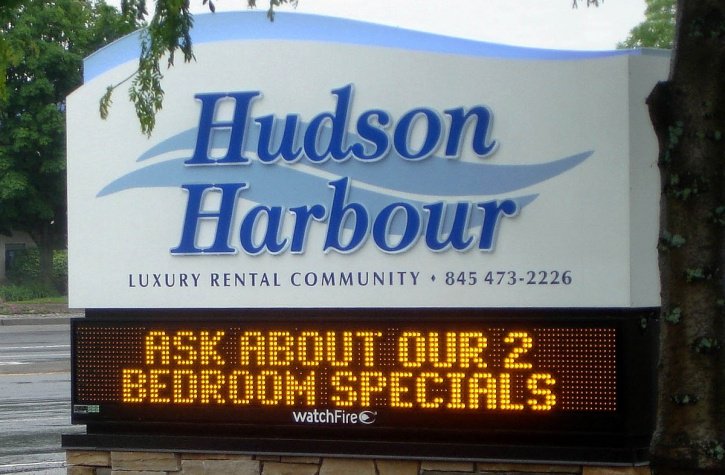 Hudson
Harbour
LUXURY RENTAL COMMUNITY • 845 473-2226
ASK ABOUT OUR 2
BEDROOM SPECIALS
watchFire